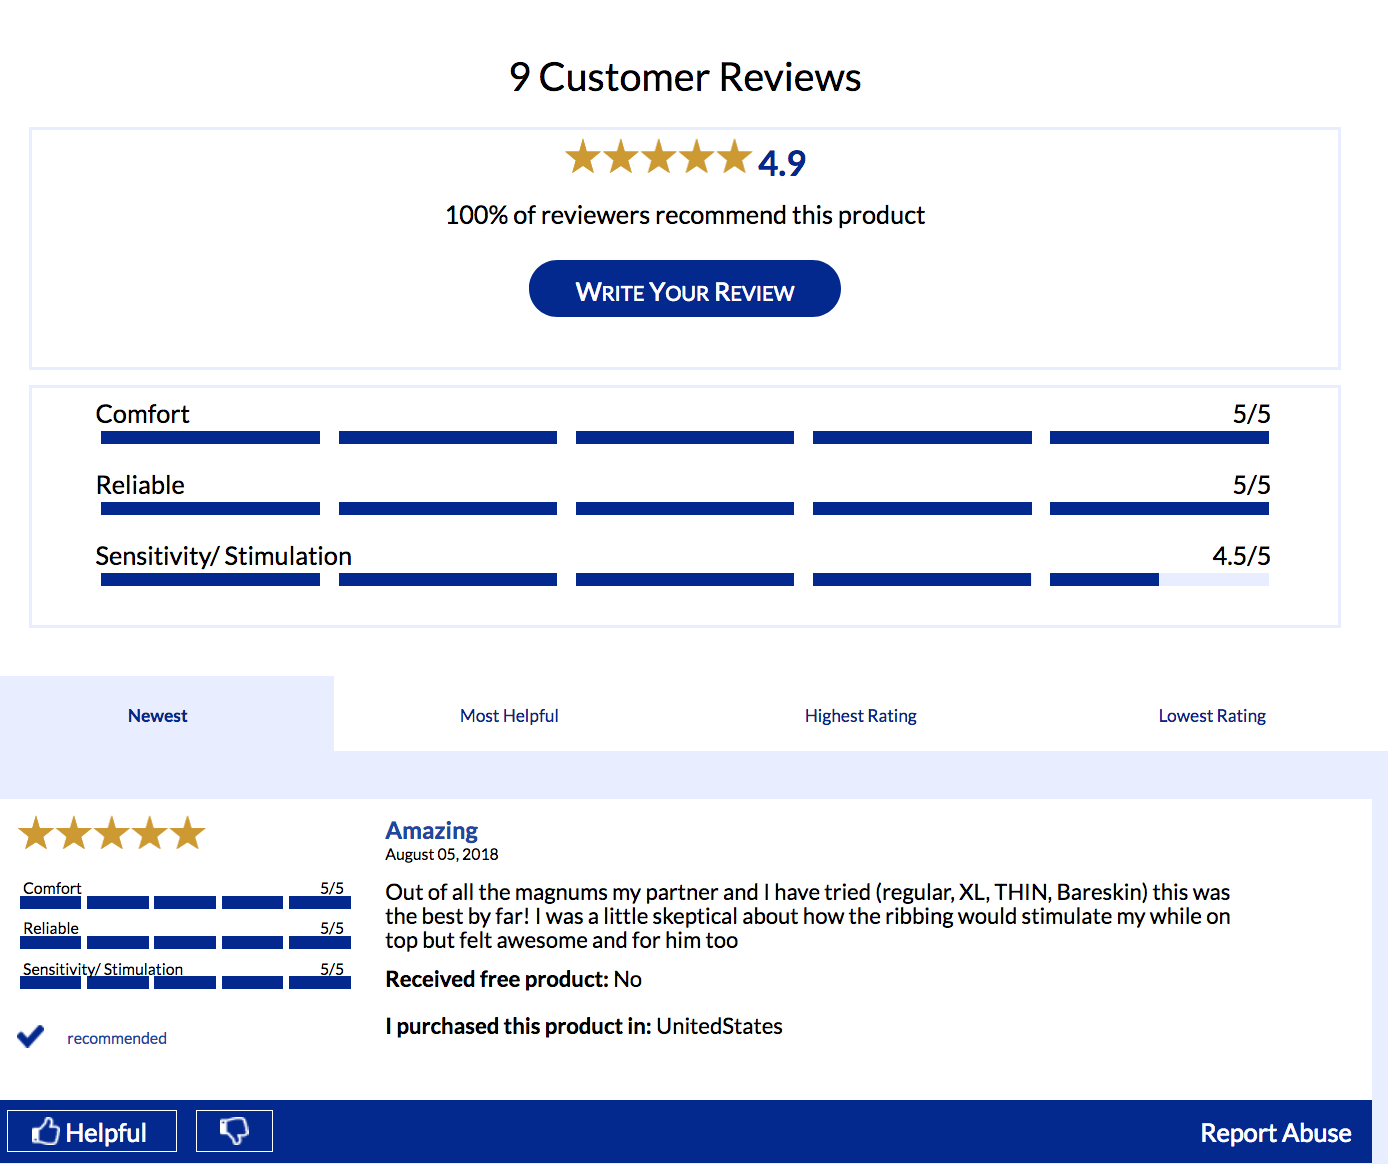 9 Customer Reviews
4.9
100% of reviewers recommend this product
Write Your Review
Comfort 5/5
Reliable 5/5
Sensitivity/ Stimulation 4.5/5
Newest Most Helpful Highest Rating Lowest Rating
Amazing
August 05, 2018
Comfort 5/5
Reliable 5/5
Sensitivity/ Stimulation 5/5
recommended
Out of all the magnums my partner and I have tried (regular, XL, THIN, Bareskin) this was
the best by far! I was a little skeptical about how the ribbing would stimulate my while on
top but felt awesome and for him too
Received free product: No
I purchased this product in: UnitedStates
Helpful Report Abuse